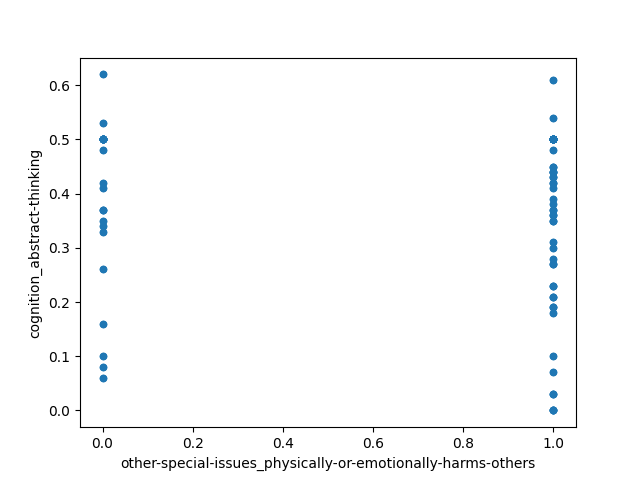 0.6
0.5
0.4
0.3
0.2
0.1
0.0
cognition_abstract-thinking
0.0 0.2 0.4 0.6 0.8 1.0
other-special-issues_physically-or-emotionally-harms-others